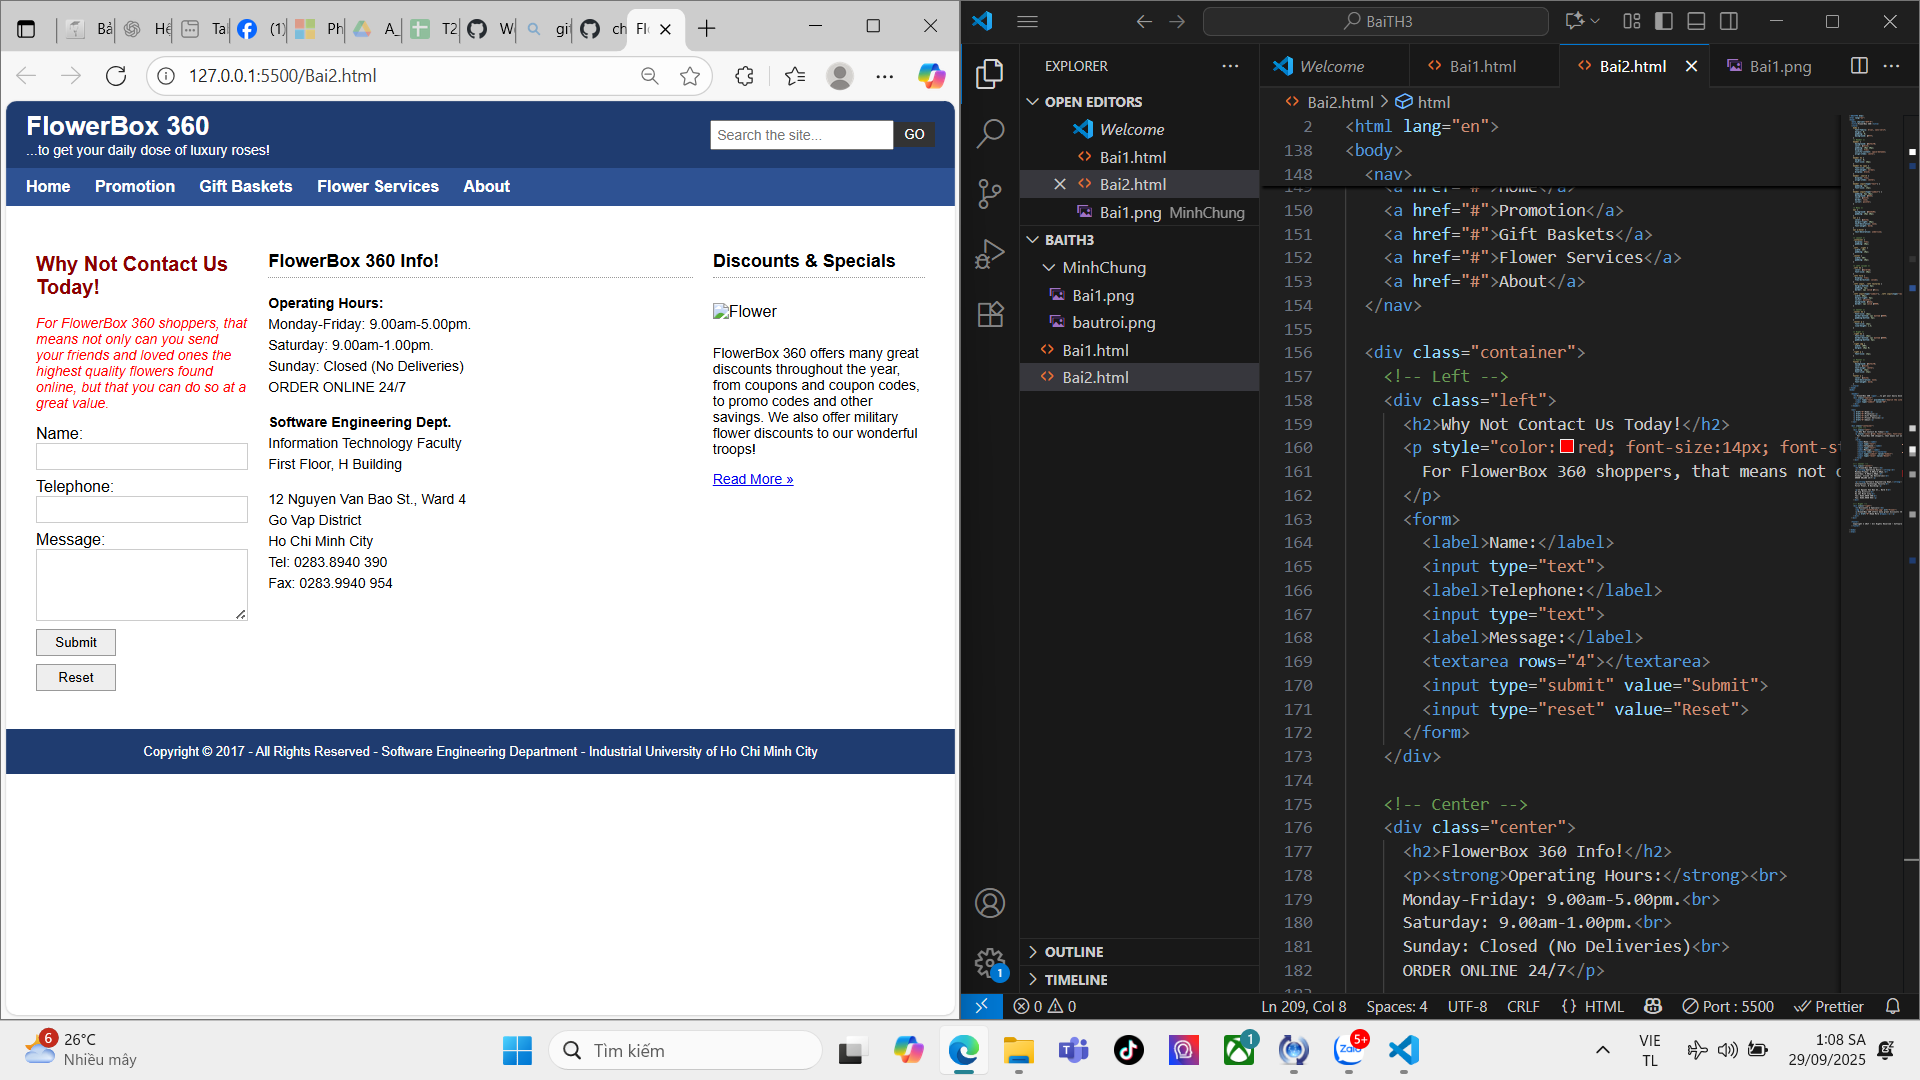 Bả
Hệ
Tal
(1)
Ph
A_
T2
W
gi
ch
Fl
127.0.0.1:5500/Bai2.html
FlowerBox 360
...to get your daily dose of luxury roses!
Search the site...
GO
Home
Promotion
Gift Baskets
Flower Services
About
Why Not Contact Us
Today!
For FlowerBox 360 shoppers, that
means not only can you send
your friends and loved ones the
highest quality flowers found
online, but that you can do so at a
great value.
Name:
Telephone:
Message:
Submit
Reset
FlowerBox 360 Info!
Operating Hours:
Monday-Friday: 9.00am-5.00pm.
Saturday: 9.00am-1.00pm.
Sunday: Closed (No Deliveries)
ORDER ONLINE 24/7
Software Engineering Dept.
Information Technology Faculty
First Floor, H Building
12 Nguyen Van Bao St., Ward 4
Go Vap District
Ho Chi Minh City
Tel: 0283.8940 390
Fax: 0283.9940 954
Discounts & Specials
Flower
FlowerBox 360 offers many great
discounts throughout the year,
from coupons and coupon codes,
to promo codes and other
savings. We also offer military
flower discounts to our wonderful
troops!
Read More »
Copyright © 2017 - All Rights Reserved - Software Engineering Department - Industrial University of Ho Chi Minh City
BaiTH3
EXPLORER
OPEN EDITORS
Welcome
Bai1.html
Bai2.html
Bai1.png MinhChung
BAITH3
MinhChung
Bai1.png
bautroi.png
Bai1.html
Bai2.html
OUTLINE
TIMELINE
1
Welcome
Bai1.html
Bai2.html
Bai1.png
Bai2.html > html
2 <html lang="en">
138 <body>
148 <nav>
149 <a href="#">Home</a>
150 <a href="#">Promotion</a>
151 <a href="#">Gift Baskets</a>
152 <a href="#">Flower Services</a>
153 <a href="#">About</a>
154 </nav>
155
156 <div class="container">
157 <!-- Left -->
158 <div class="left">
159 <h2>Why Not Contact Us Today!</h2>
160 <p style="color:red; font-size:14px; font-st
161 For FlowerBox 360 shoppers, that means not
162 </p>
163 <form>
164 <label>Name:</label>
165 <input type="text">
166 <label>Telephone:</label>
167 <input type="text">
168 <label>Message:</label>
169 <textarea rows="4"></textarea>
170 <input type="submit" value="Submit">
171 <input type="reset" value="Reset">
172 </form>
173 </div>
174
175 <!-- Center -->
176 <div class="center">
177 <h2>FlowerBox 360 Info!</h2>
178 <p><strong>Operating Hours:</strong><br>
179 Monday-Friday: 9.00am-5.00pm.<br>
180 Saturday: 9.00am-1.00pm.<br>
181 Sunday: Closed (No Deliveries)<br>
182 ORDER ONLINE 24/7</p>
0 0
Ln 209, Col 8
Spaces: 4
UTF-8
CRLF
{} HTML
Port : 5500
Prettier
6
26°C
Nhiều mây
Tìm kiếm
1
Zalo
5+
VIE
TL
1:08 SA
29/09/2025